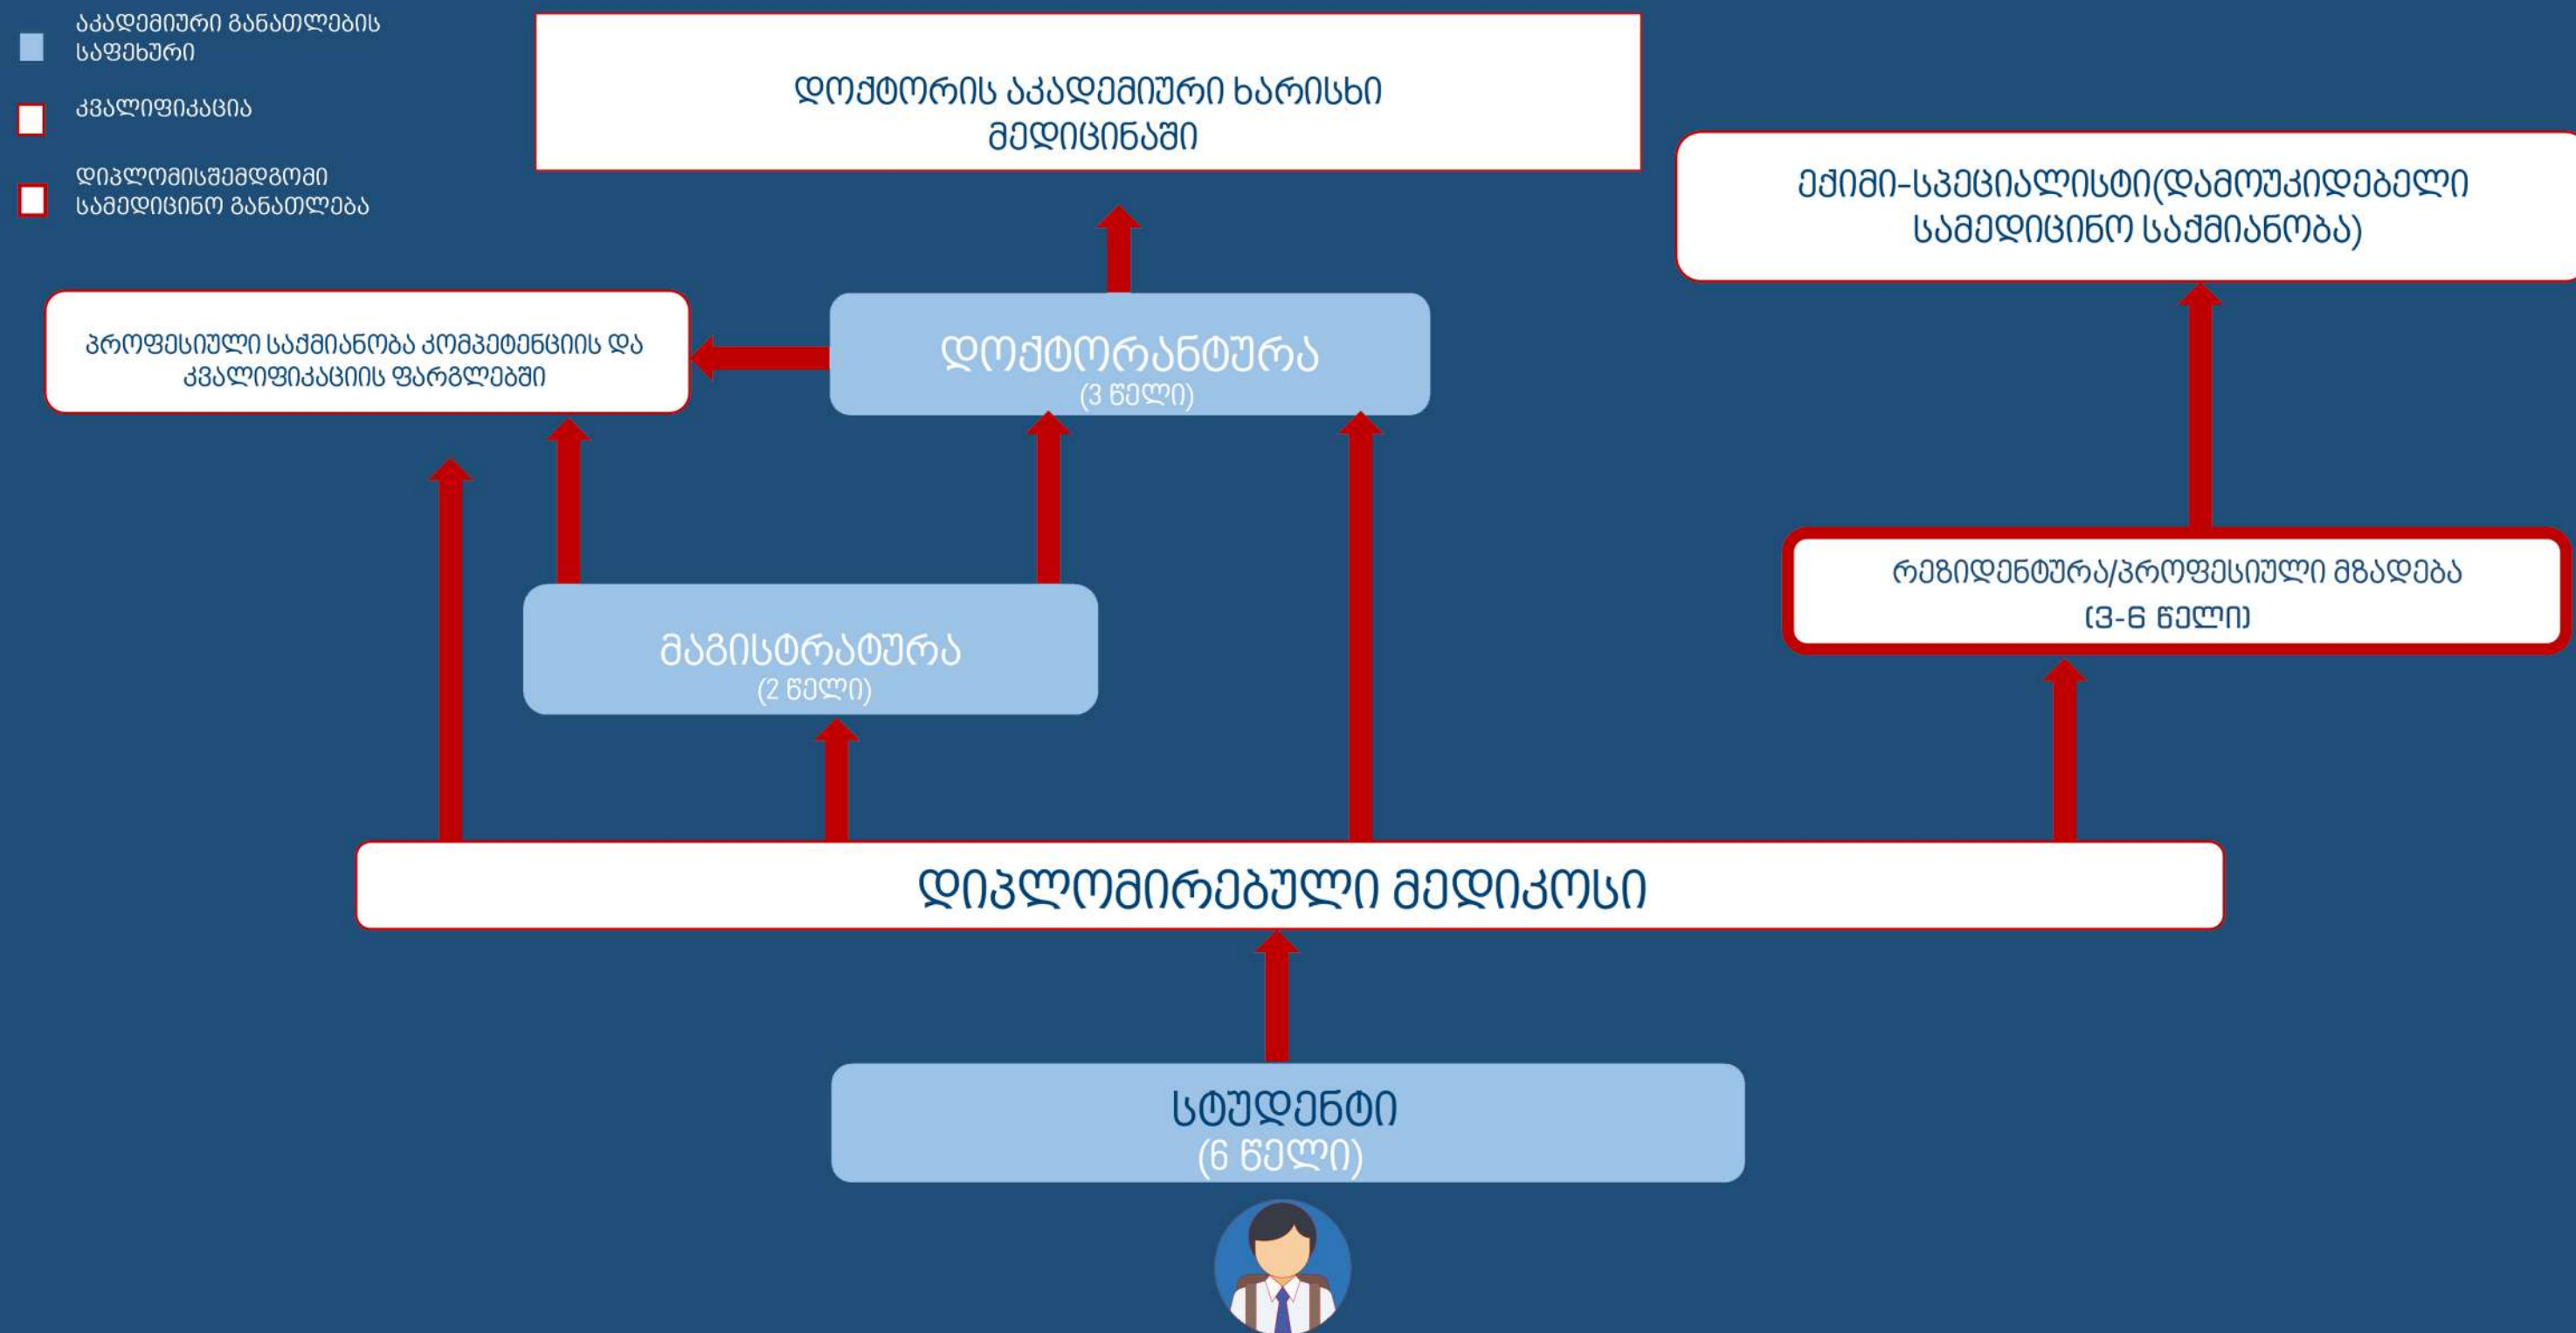 აკადემიური განათლების
საფეხური
კვალიფიკაცია
დიპლომისშემდგომი
სამედიცინო განათლება
დოქტორის აკადემიური ხარისხი
მედიცინაში
ექიმი-სპეციალისტი(დამოუკიდებელი
სამედიცინო საქმიანობა)
პროფესიული საქმიანობა კომპეტენციის და
კვალიფიკაციის ფარგლებში
დოქტორანტურა
(3 წელი)
რეზიდენტურა/პროფესიული მზადება
(3-6 წელი)
მაგისტრატურა
(2 წელი)
დიპლომირებული მედიკოსი
სტუდენტი
(6 წელი)